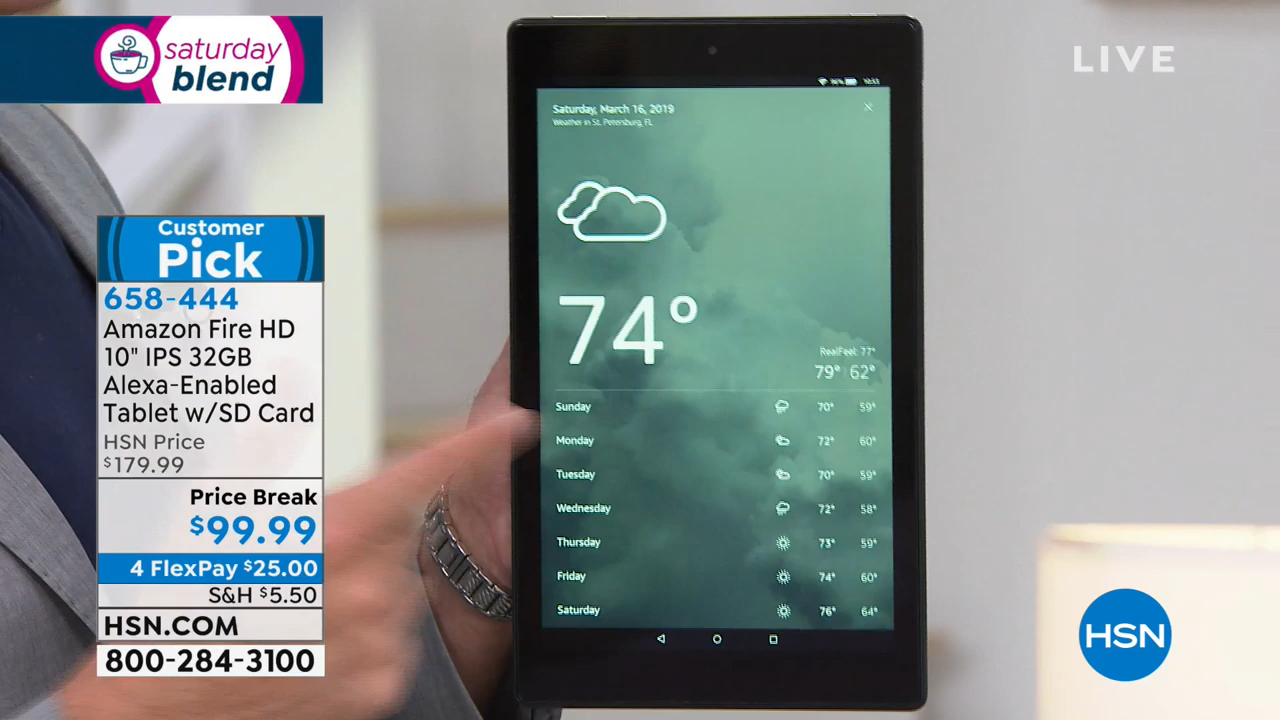 saturday
blend
LIVE
Customer
Pick
658-444
Amazon Fire HD
10" IPS 32GB
Alexa-Enabled
Tablet w/SD Card
HSN Price
$179.99
Price Break
$99.99
4 FlexPay $25.00
S&H $5.50
HSN.COM
800-284-3100
Saturday, March 16, 2019
Weather in St. Petersburg, FL
74°
RealFeel: 77°
79° 62°
Sunday 70° 59°
Monday 72° 60°
Tuesday 70° 59°
Wednesday 72° 58°
Thursday 73° 59°
Friday 74° 60°
Saturday 76° 64°
HSN